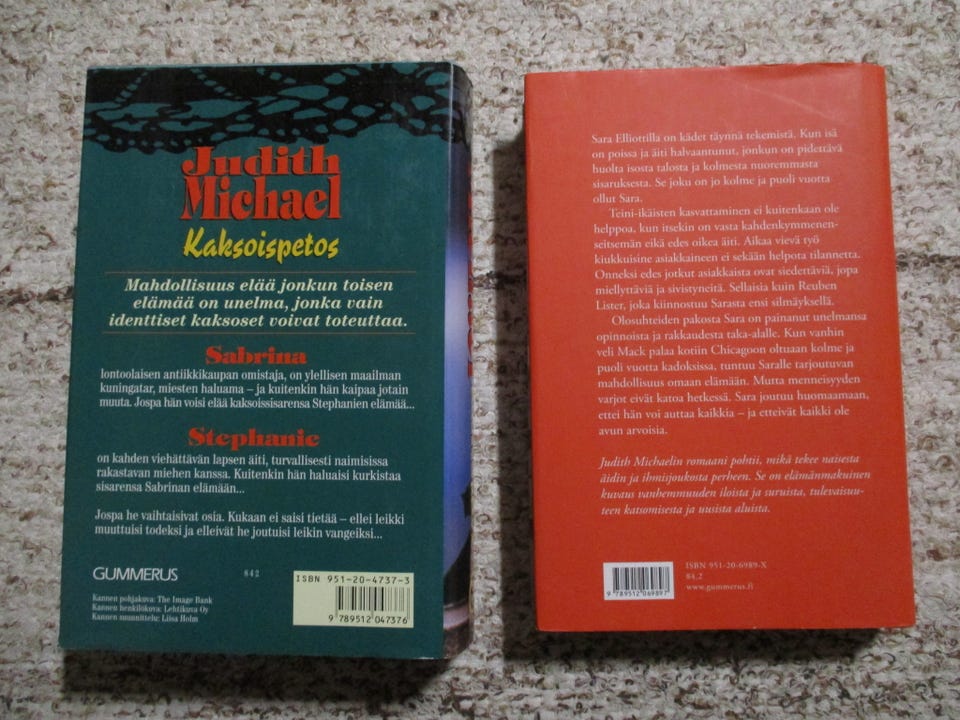 Judith
Michael
Kaksoispetos
Mahdollisuus elää jonkun toisen
elämää on unelma, jonka vain
identtiset kaksoset voivat toteuttaa.
Sabrina
lontoolaisen antiikkikaupan omistaja, on ylellisen maailman
kuningatar, miesten haluama – ja kuitenkin hän kaipaa jotain
muuta. Jospa hän voisi elää kaksoissisarensa Stephanien elämää...
Stephanie
on kahden viehättävän lapsen äiti, turvallisesti naimisissa
rakastavan miehen kanssa. Kuitenkin hän haluaisi kurkistaa
sisarensa Sabrinan elämään...
Jospa he vaihtaisivat osia. Kukaan ei saisi tietää – ellei leikki
muuttuisi todeksi ja elleivät he joutuisi leikin vangeiksi...
GUMMERUS
842
ISBN 951-20-4737-3
9 789512 047376
Kannen pohjakuva: The Image Bank
Kannen henkilökuva: Lehtikuva Oy
Kannen suunnittelu: Liisa Holm
Sara Elliottilla on kädet täynnä tekemistä. Kun isä
on poissa ja äiti halvaantunut, jonkun on pidettävä
huolta isosta talosta ja kolmesta nuoremmasta
sisaruksesta. Se joku on jo kolme ja puoli vuotta
ollut Sara.
Teini-ikäisten kasvattaminen ei kuitenkaan ole
helppoa, kun itsekin on vasta kahdenkymmenen-
seitsemän eikä edes oikea äiti. Aikaa vievä työ
kiukkuisine asiakkaineen ei sekään helpota tilannetta.
Onneksi edes jotkut asiakkaista ovat siedettäviä, jopa
miellyttäviä ja sivistyneitä. Sellaisia kuin Reuben
Lister, joka kiinnostuu Sarasta ensi silmäyksellä.
Olosuhteiden pakosta Sara on painanut unelmansa
opinnoista ja rakkaudesta taka-alalle. Kun vanhin
veli Mack palaa kotiin Chicagoon oltuaan kolme ja
puoli vuotta kadoksissa, tuntuu Saralle tarjoutuvan
mahdollisuus omaan elämään. Mutta menneisyyden
varjot eivät katoa hetkessä. Sara joutuu huomaamaan,
ettei hän voi auttaa kaikkia – ja etteivät kaikki ole
avun arvoisia.
Judith Michaelin romaani pohtii, mikä tekee naisesta
äidin ja ihmisjoukosta perheen. Se on elämänmakuinen
kuvaus vanhemmuuden iloista ja suruista, tulevaisuu-
teen katsomisesta ja uusista aluista.
ISBN 951-20-6989-X
84.2
www.gummerus.fi
9 789512 069897